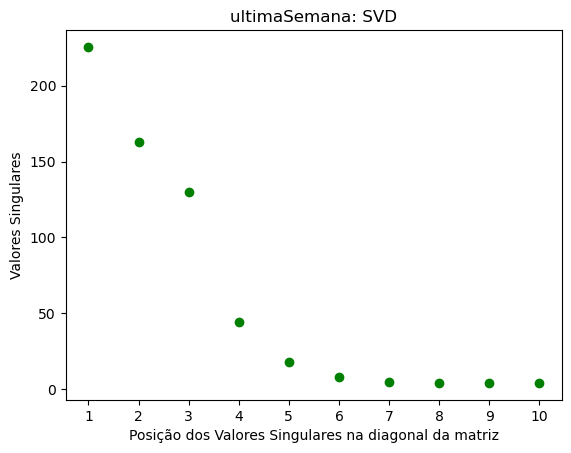 ultimaSemana: SVD
Valores Singulares
200
150
100
50
0
1 2 3 4 5 6 7 8 9 10
Posição dos Valores Singulares na diagonal da matriz